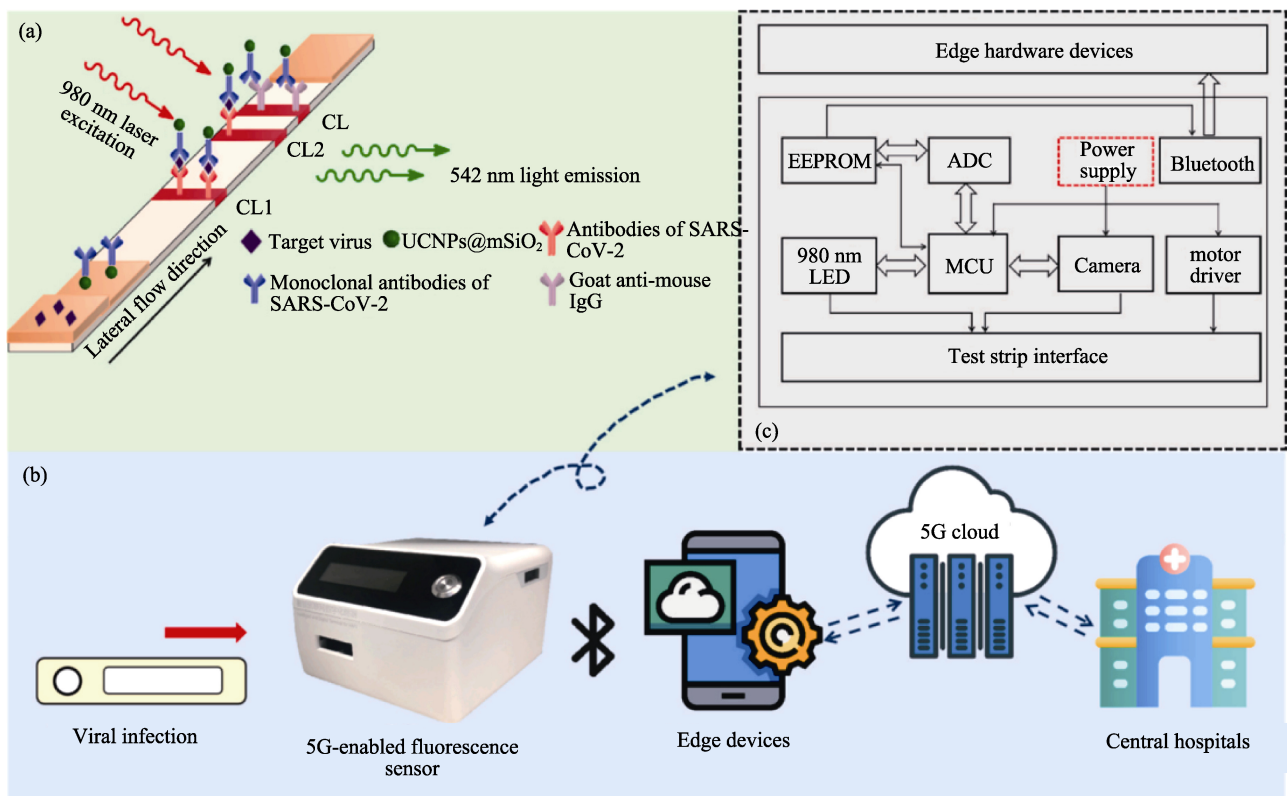 (a)
980 nm laser
excitation
CL
CL2
CL1
542 nm light emission
Target virus
UCNPs@mSiO₂
Antibodies of SARS-
CoV-2
Monoclonal antibodies of
SARS-CoV-2
Goat anti-mouse
IgG
Lateral flow direction
Edge hardware devices
EEPROM
ADC
Power
supply
Bluetooth
980 nm
LED
MCU
Camera
motor
driver
Test strip interface
(c)
(b)
5G cloud
Viral infection
5G-enabled fluorescence
sensor
Edge devices
Central hospitals